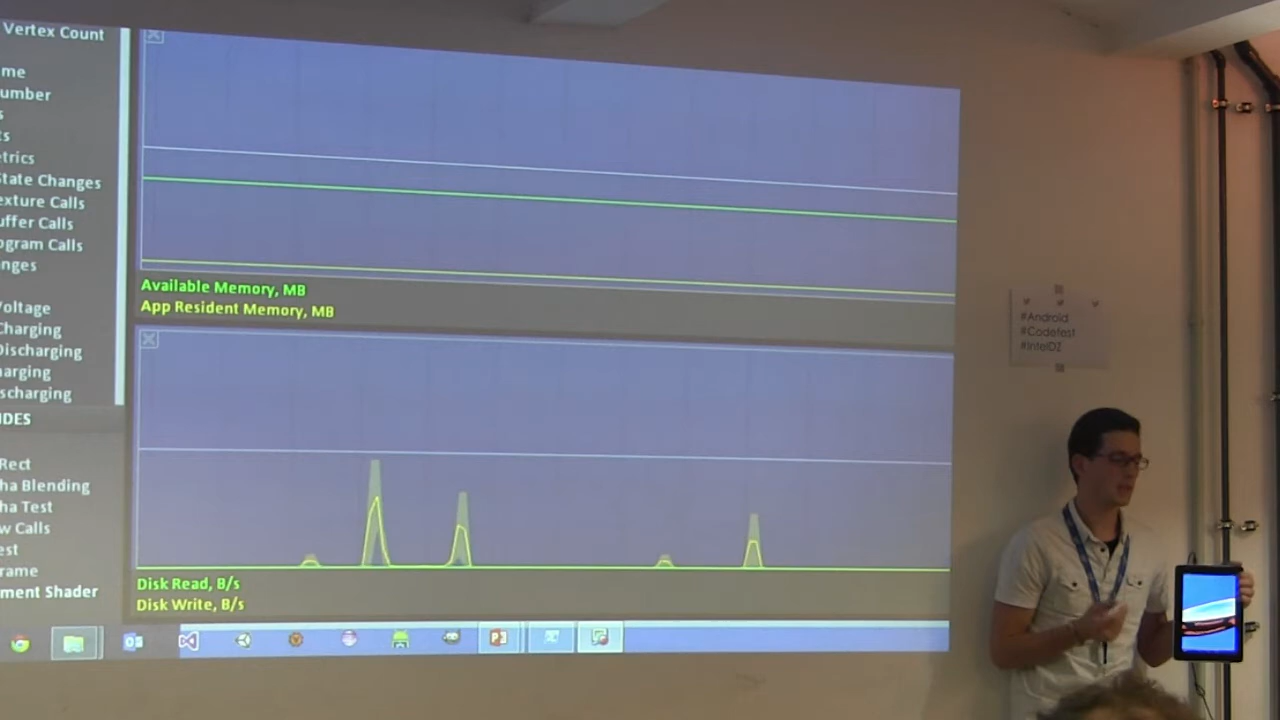 Vertex Count
me
umber
s
ts
etrics
State Changes
exture Calls
uffer Calls
ogram Calls
nges
Voltage
Charging
Discharging
harging
scharging
IDES
Rect
ha Blending
ha Test
w Calls
est
rame
ment Shader
Available Memory, MB
App Resident Memory, MB
Disk Read, B/s
Disk Write, B/s
#Android
#Codefest
#IntelDZ